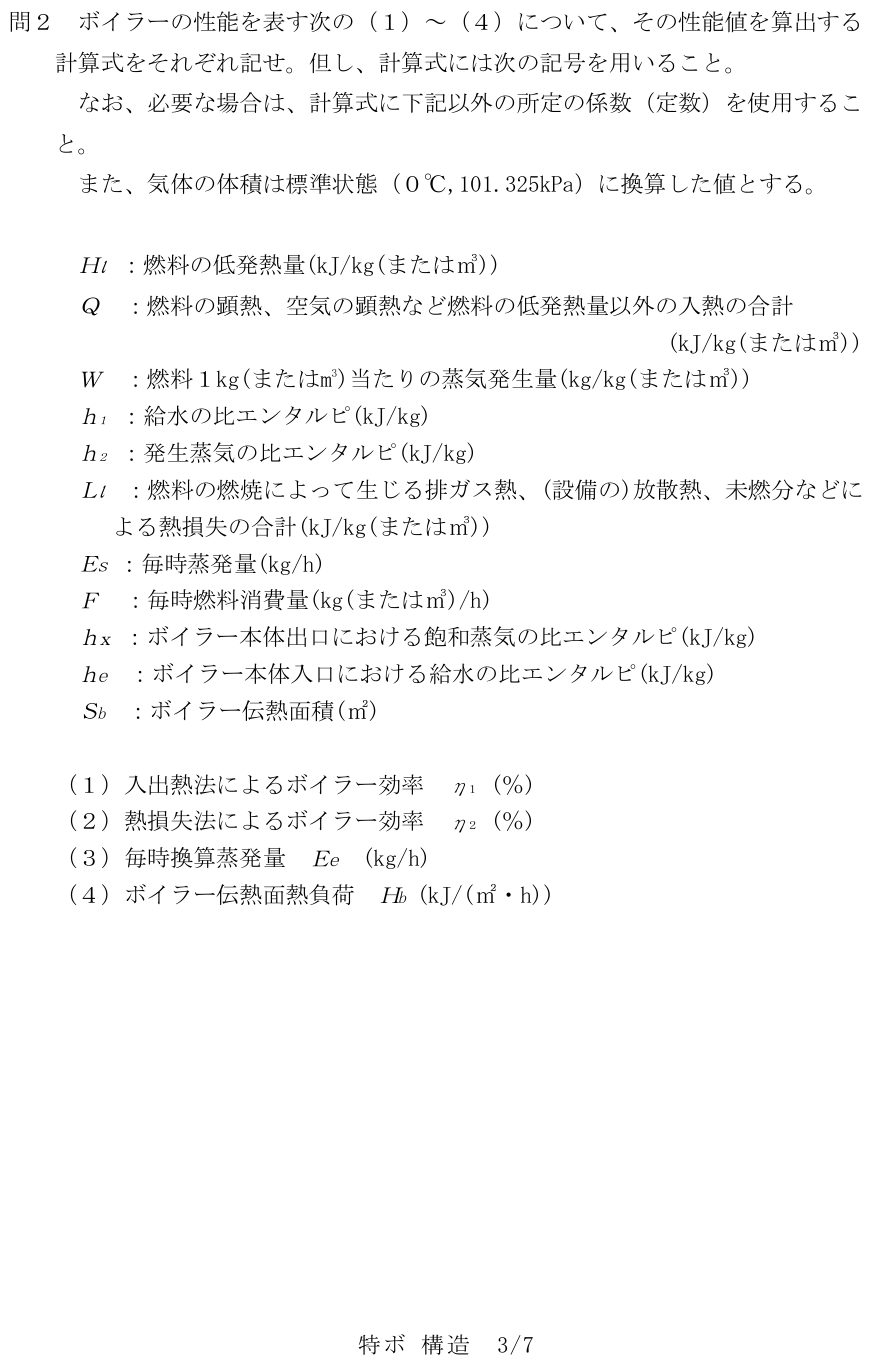 問２　ボイラーの性能を表す次の（１）～（４）について、その性能値を算出する
計算式をそれぞれ記せ。但し、計算式には次の記号を用いること。
なお、必要な場合は、計算式に下記以外の所定の係数（定数）を使用するこ
と。
また、気体の体積は標準状態（０℃,101.325kPa）に換算した値とする。
Hl ：燃料の低発熱量(kJ/kg(または㎥))
Q ：燃料の顕熱、空気の顕熱など燃料の低発熱量以外の入熱の合計
(kJ/kg(または㎥))
W ：燃料１kg(またはm³)当たりの蒸気発生量(kg/kg(または㎥))
h₁ ：給水の比エンタルピ(kJ/kg)
h₂ ：発生蒸気の比エンタルピ(kJ/kg)
Ll ：燃料の燃焼によって生じる排ガス熱、(設備の)放散熱、未燃分などに
よる熱損失の合計(kJ/kg(または㎥))
Es ：毎時蒸発量(kg/h)
F ：毎時燃料消費量(kg(または㎥)/h)
hx ：ボイラー本体出口における飽和蒸気の比エンタルピ(kJ/kg)
he ：ボイラー本体入口における給水の比エンタルピ(kJ/kg)
Sb ：ボイラー伝熱面積(㎡)
（１）入出熱法によるボイラー効率　η₁ (％)
（２）熱損失法によるボイラー効率　η₂ (％)
（３）毎時換算蒸発量　Ee　(kg/h)
（４）ボイラー伝熱面熱負荷　Hb (kJ/(㎡・h))
特ボ 構造　3/7